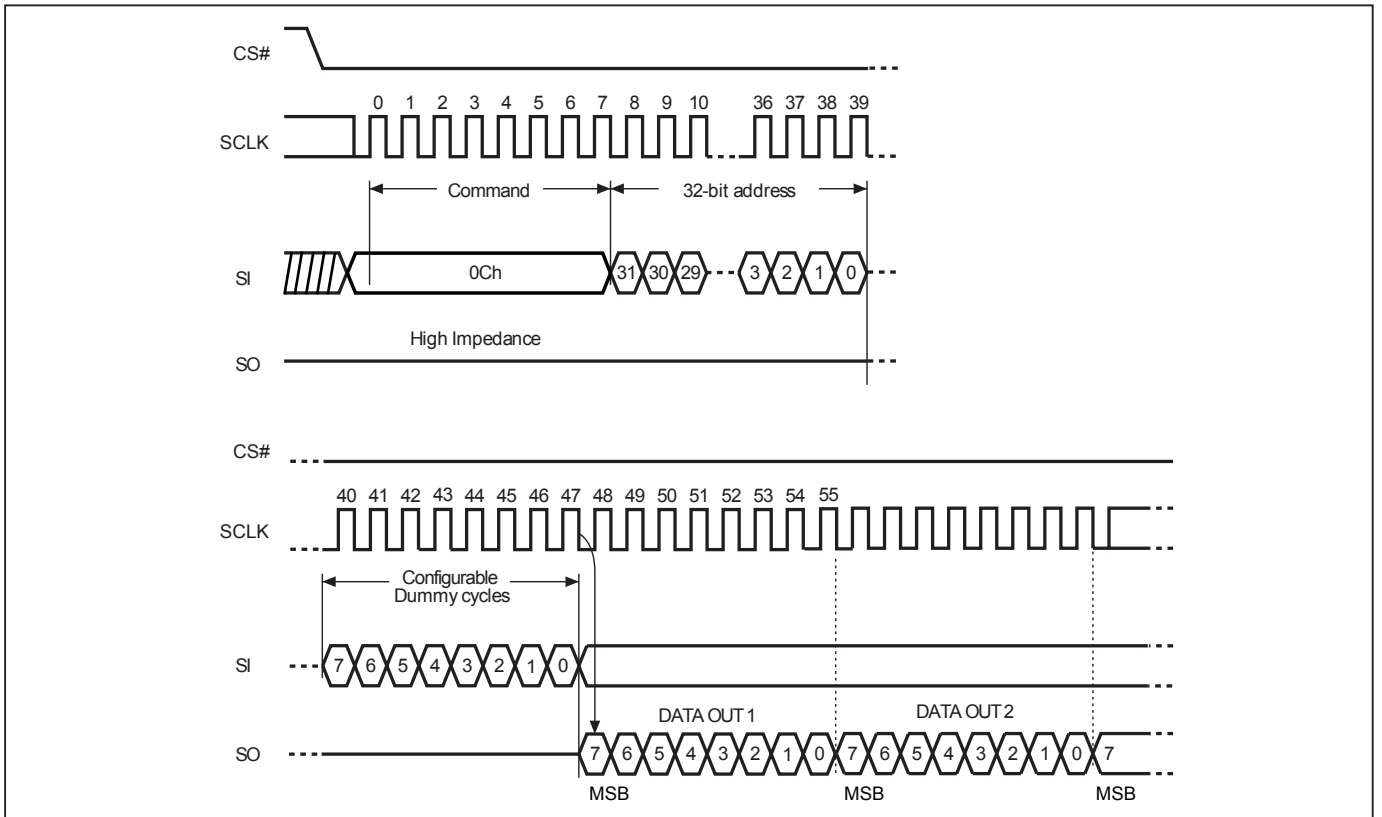 CS#
0 1 2 3 4 5 6 7 8 9 10 36 37 38 39
SCLK
Command 32-bit address
SI 0Ch 31 30 29 3 2 1 0
High Impedance
SO
CS#
40 41 42 43 44 45 46 47 48 49 50 51 52 53 54 55
SCLK
Configurable
Dummy cycles
SI 7 6 5 4 3 2 1 0
DATA OUT 1 DATA OUT 2
SO 7 6 5 4 3 2 1 0 7 6 5 4 3 2 1 0 7
MSB MSB MSB